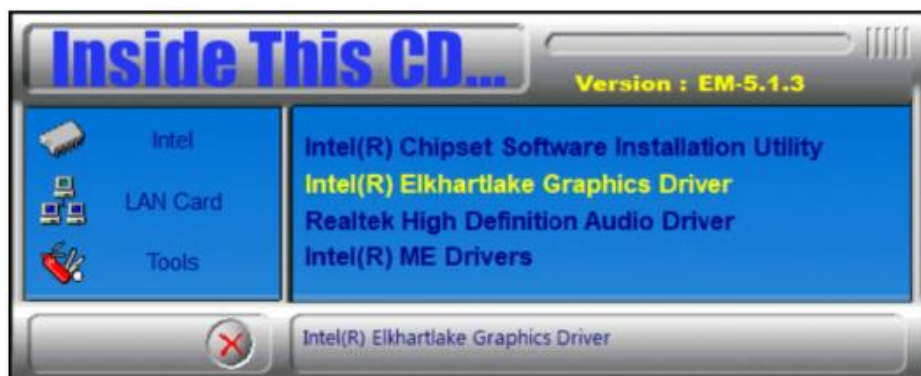 Inside This CD...
Version : EM-5.1.3
Intel
LAN Card
Tools
Intel(R) Chipset Software Installation Utility
Intel(R) Elkhartlake Graphics Driver
Realtek High Definition Audio Driver
Intel(R) ME Drivers
Intel(R) Elkhartlake Graphics Driver